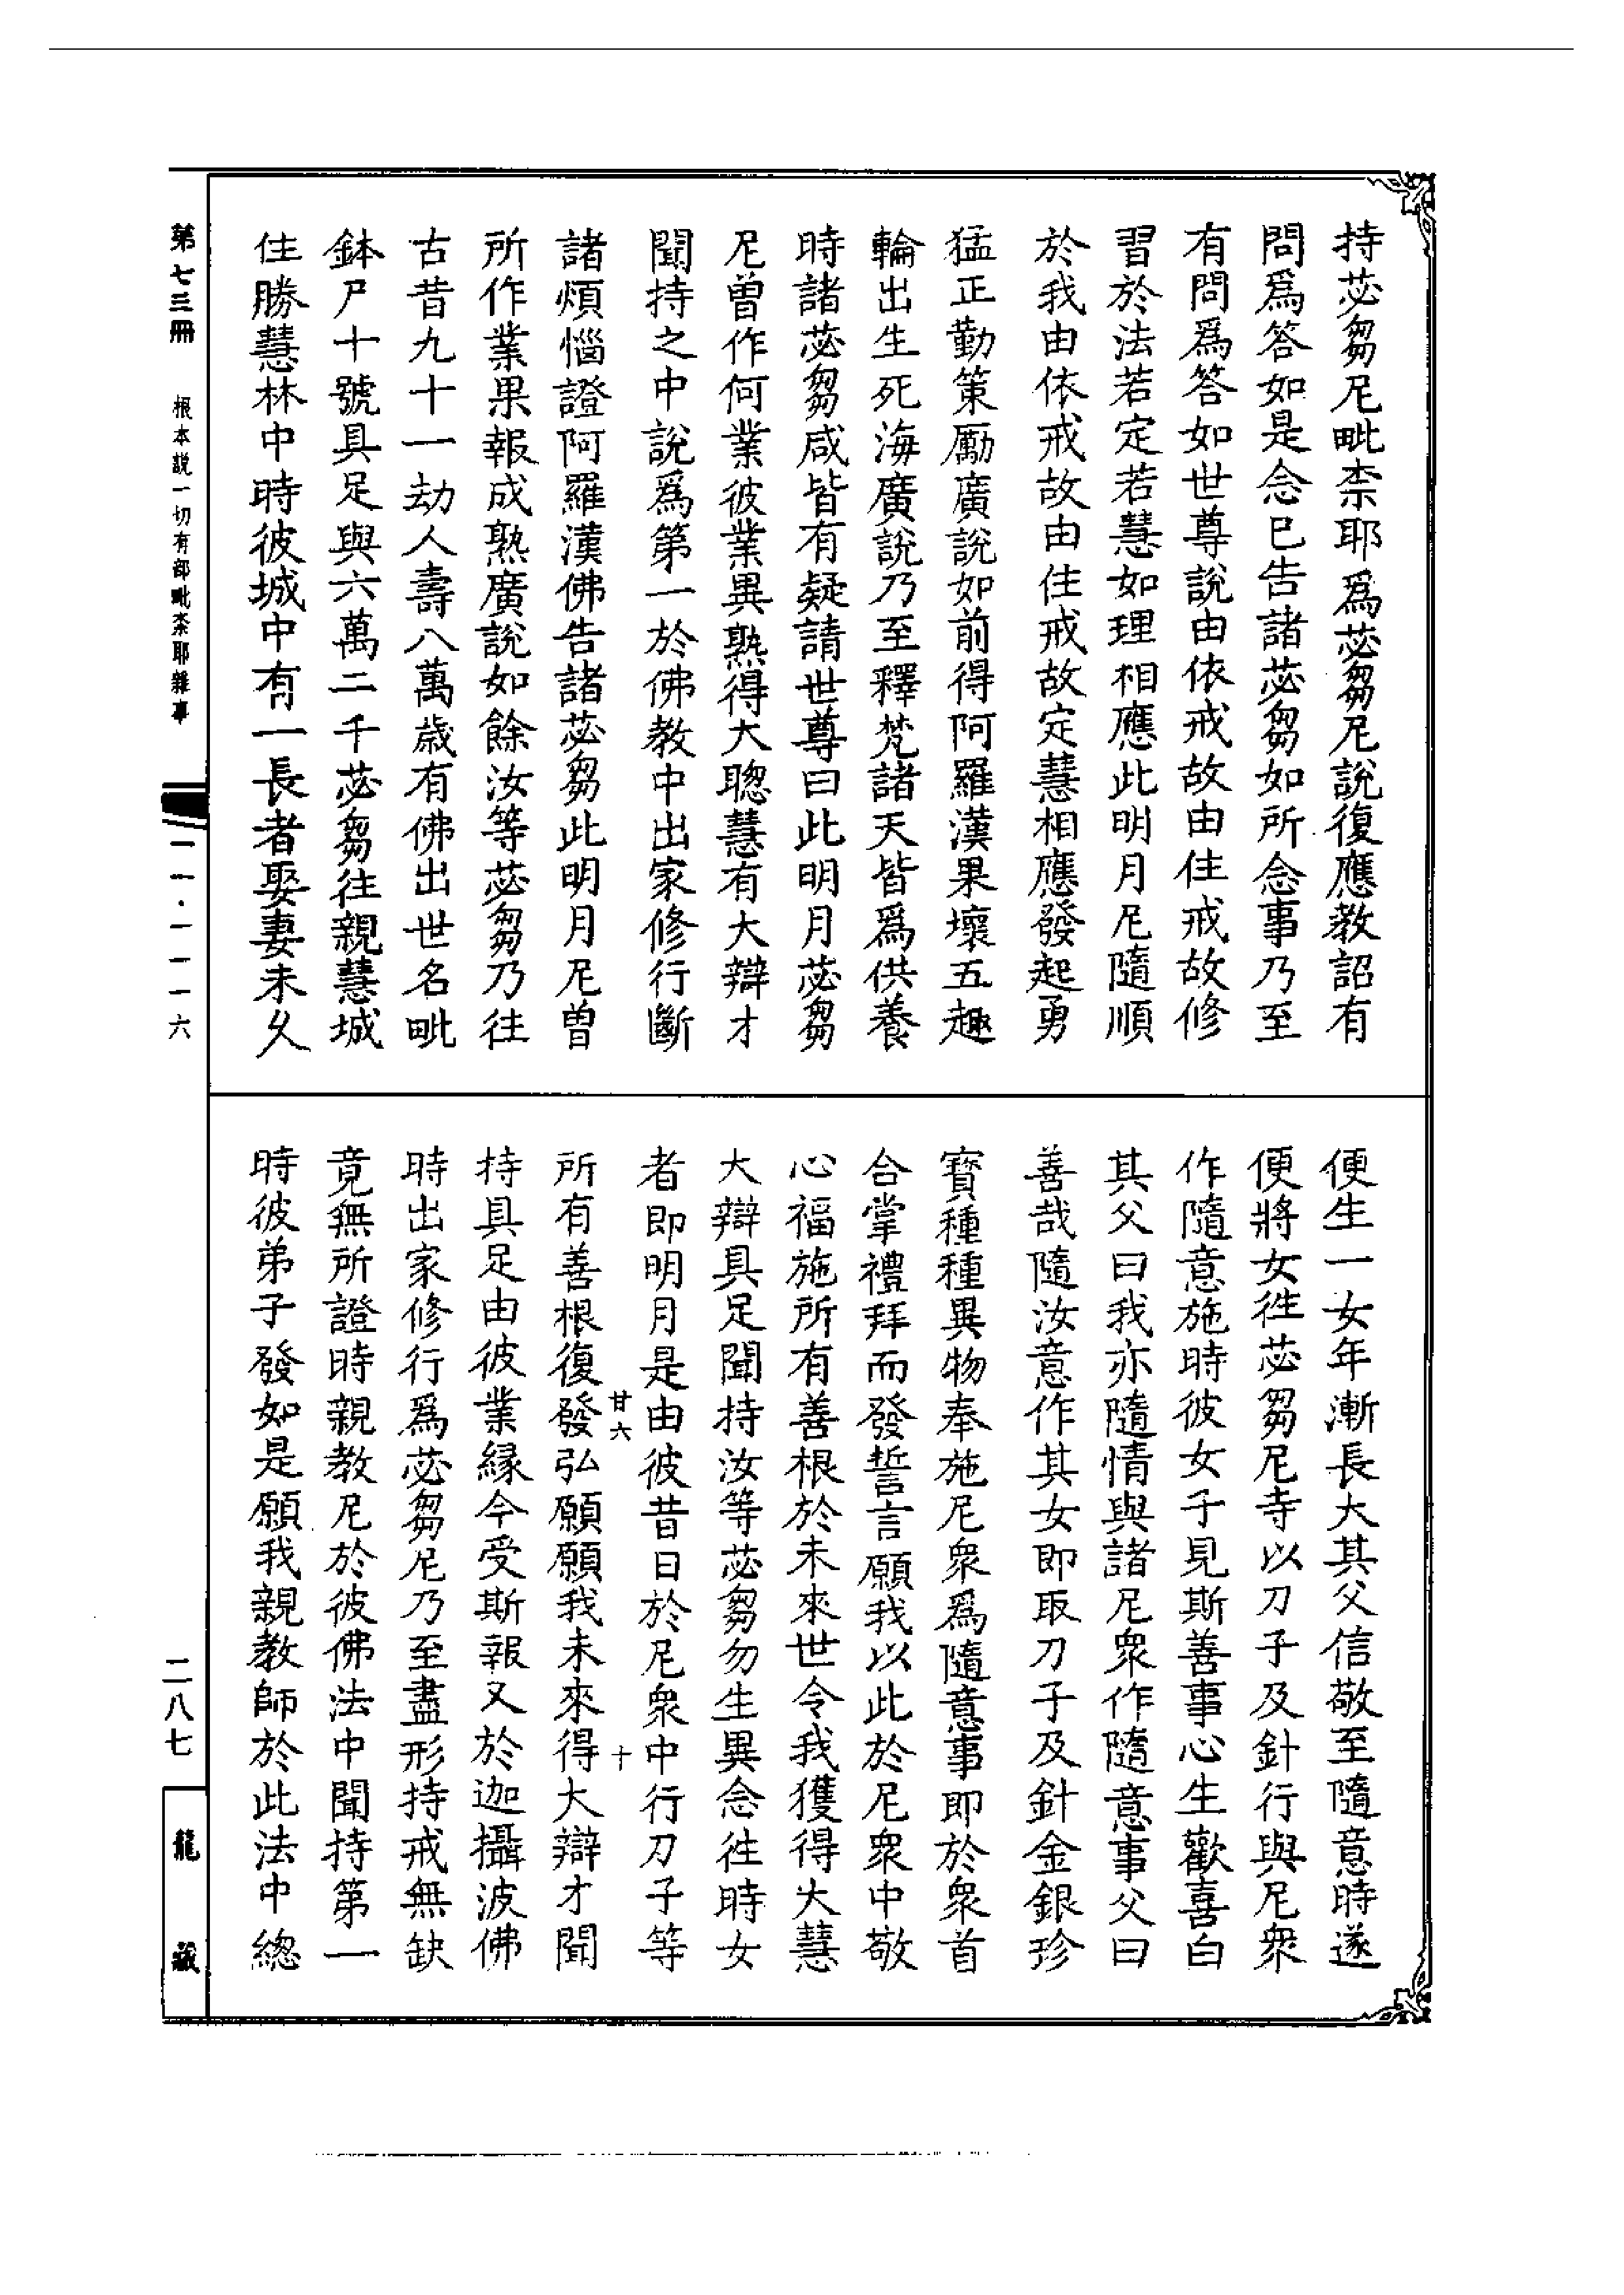 持苾芻尼毗柰耶爲苾芻尼說復應教詔有
問爲答如是念已告諸苾芻如所念事乃至
有問爲答如世尊說由依戒故由住戒故修
習於法若定若慧如理相應此明月尼隨順
於我由依戒故由住戒故定慧相應發起勇
猛正勤策勵廣說如前得阿羅漢果壞五趣
輪出生死海廣說乃至釋梵諸天皆爲供養
時諸苾芻咸皆有疑請世尊曰此明月苾芻
尼曾作何業彼業異熟得大聰慧有大辯才
聞持之中說爲第一於佛教中出家修行斷
諸煩惱證阿羅漢佛告諸苾芻此明月尼曾
所作業果報成熟廣說如餘汝等苾芻乃往
古昔九十一劫人壽八萬歲有佛出世名毗
鉢尸十號具足與六萬二千苾芻往親慧城
住勝慧林中時彼城中有一長者娶妻未久
便生一女年漸長大其父信敬至隨意時遂
便將女徃苾芻尼寺以刀子及針行與尼衆
作隨意施時彼女子見斯善事心生歡喜白
其父曰我亦隨情與諸尼衆作隨意事父曰
善哉隨汝意作其女即取刀子及針金銀珍
寶種種異物奉施尼衆爲隨意事即於衆首
合掌禮拜而發誓言願我以此於尼衆中敬
心福施所有善根於未來世令我獲得大慧
大辯具足聞持汝等苾芻勿生異念徃時女
者即明月是由彼昔日於尼衆中行刀子等
廿六 十
所有善根復發弘願願我未來得大辯才聞
持具足由彼業緣今受斯報又於迦攝波佛
時出家修行爲苾芻尼乃至盡形持戒無缺
竟無所證時親教尼於彼佛法中聞持第一
時彼弟子發如是願我親教師於此法中總
第七三冊 根本説一切有部毗柰耶雜事 一一一·一一一六 二八七 龍藏